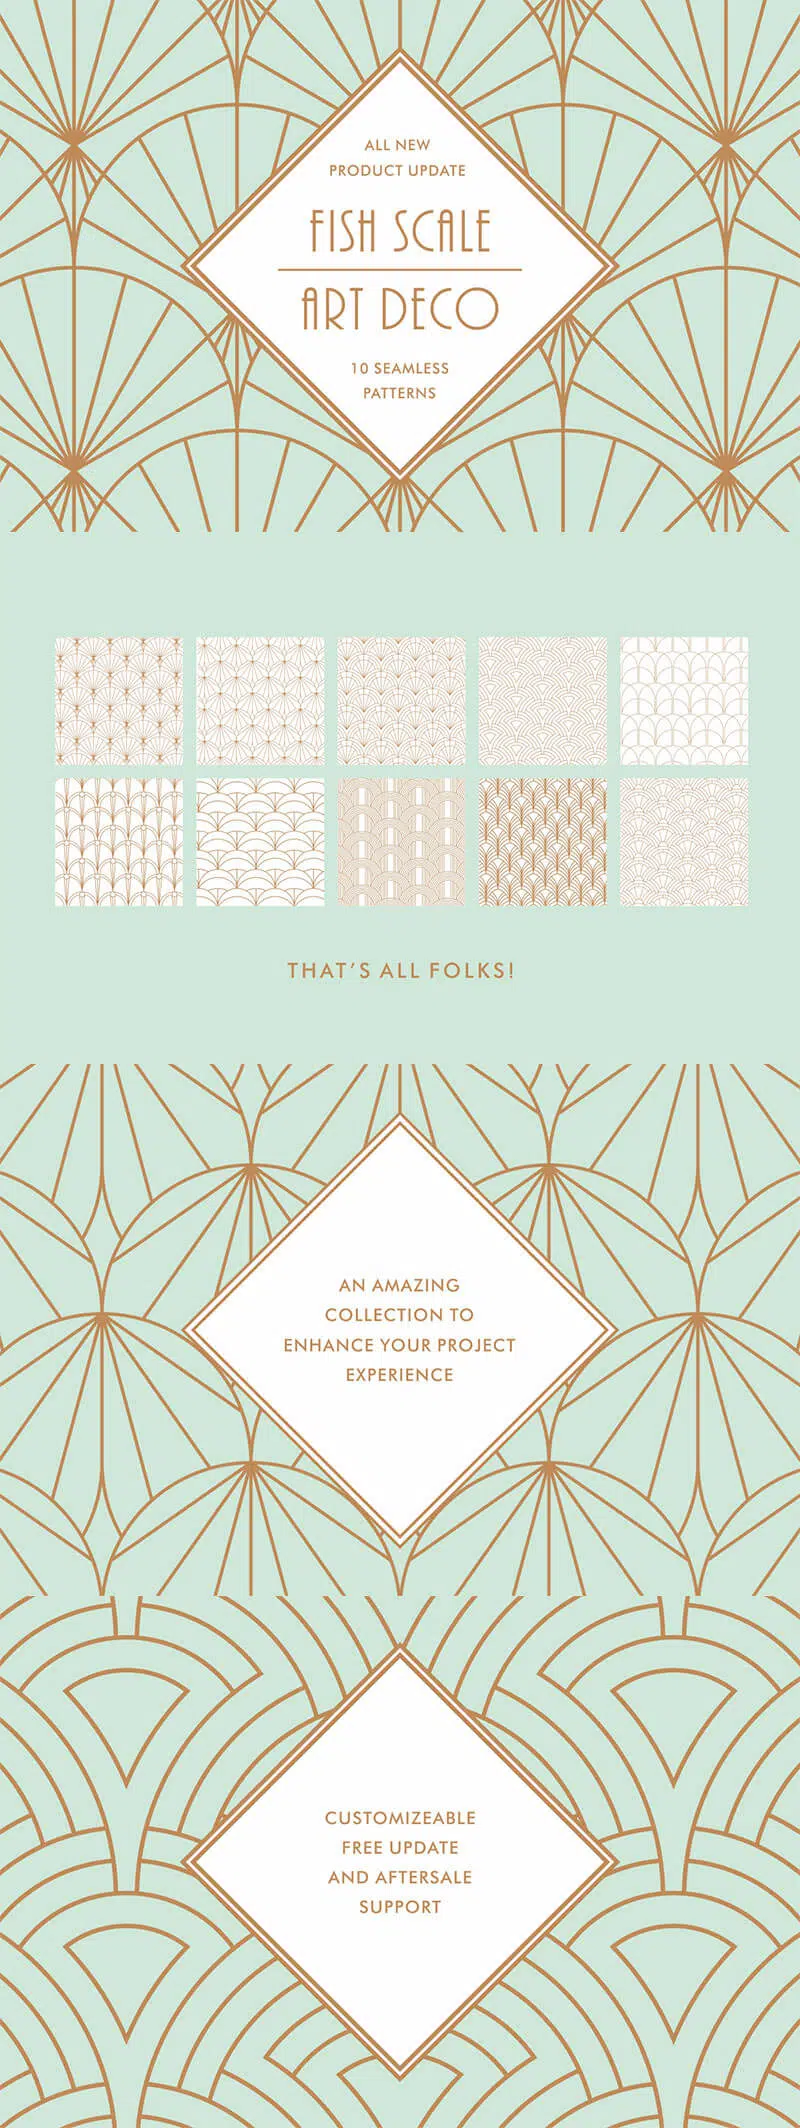 ALL NEW
PRODUCT UPDATE
FISH SCALE
ART DECO
10 SEAMLESS
PATTERNS
THAT'S ALL FOLKS!
AN AMAZING
COLLECTION TO
ENHANCE YOUR PROJECT
EXPERIENCE
CUSTOMIZEABLE
FREE UPDATE
AND AFTERSALE
SUPPORT